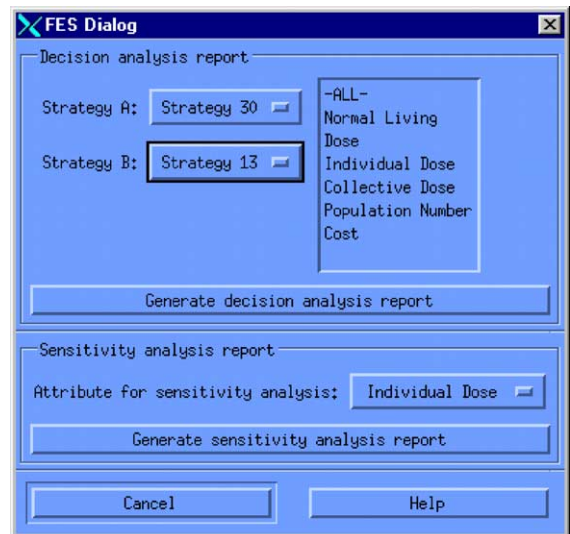 FES Dialog
Decision analysis report
Strategy A: Strategy 30
Strategy B: Strategy 13
-ALL-
Normal Living
Dose
Individual Dose
Collective Dose
Population Number
Cost
Generate decision analysis report
Sensitivity analysis report
Attribute for sensitivity analysis: Individual Dose
Generate sensitivity analysis report
Cancel
Help